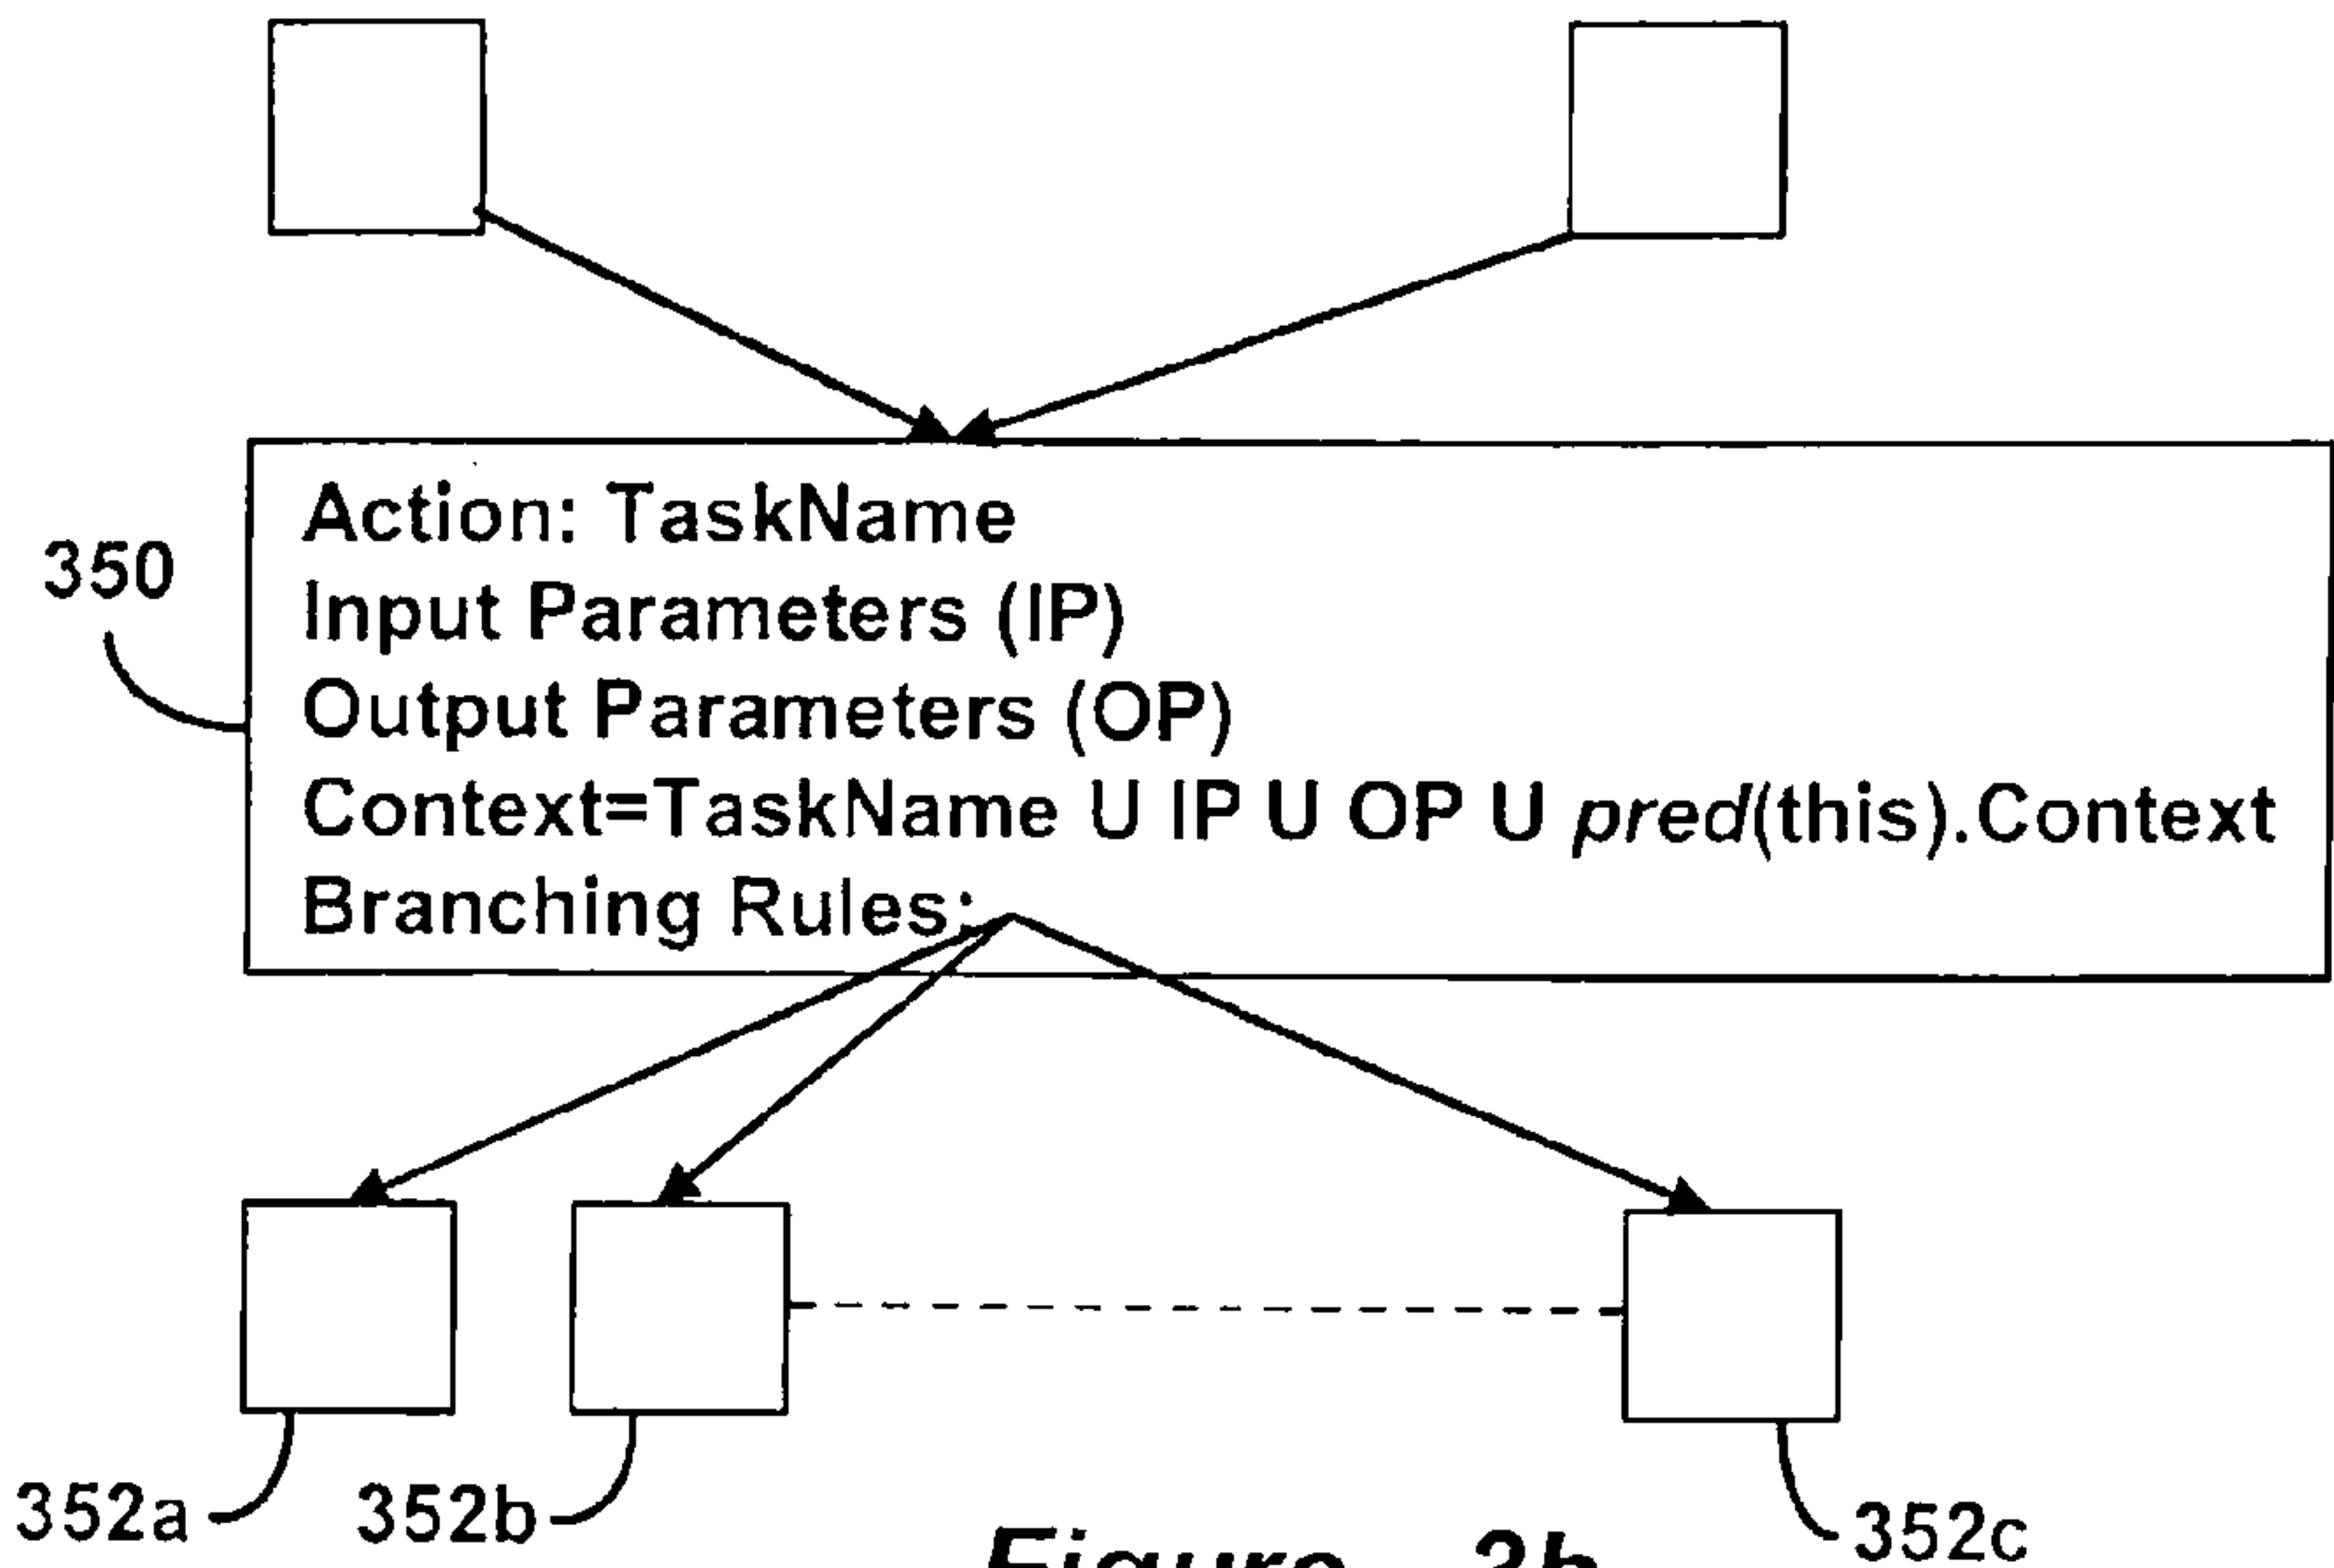 Action: TaskName
350
Input Parameters (IP)
Output Parameters (OP)
Context=TaskName U IP U OP U pred(this).Context
Branching Rules:
352a 352b 352c
Figure